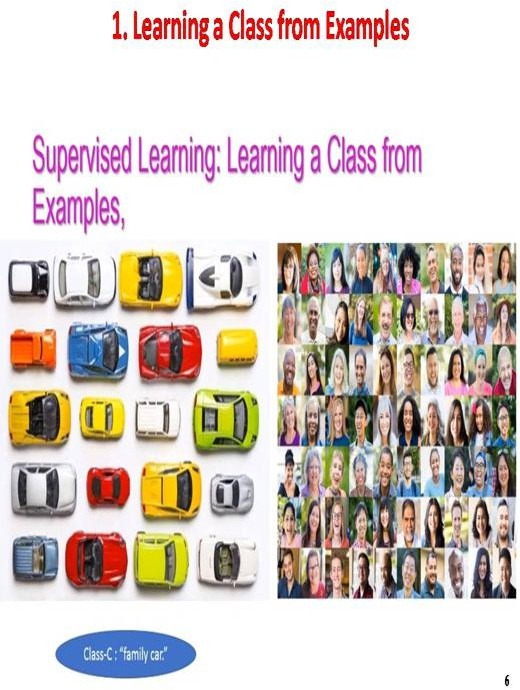 1. Learning a Class from Examples
Supervised Learning: Learning a Class from
Examples,
Class-C : “family car.”
6